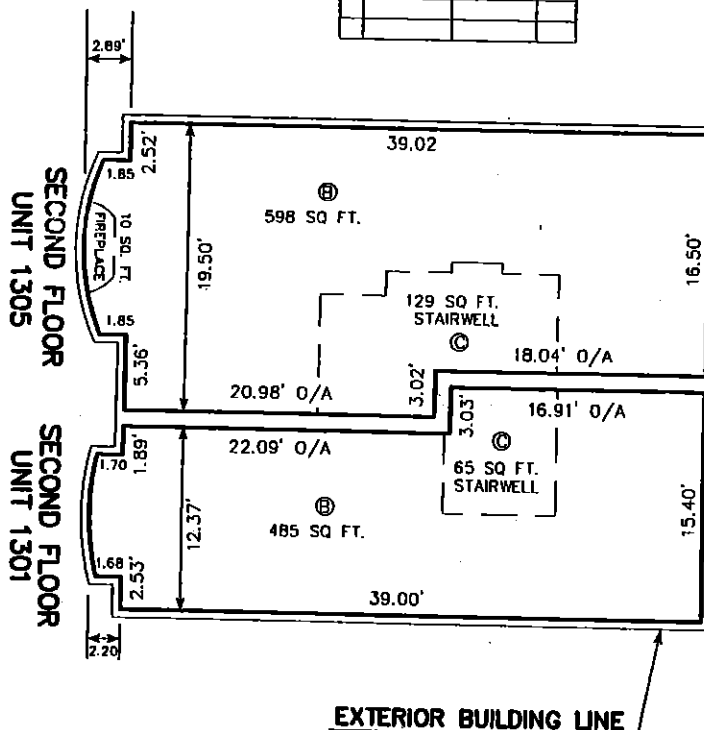 2.89'
39.02
2.52'
1.85
Ⓑ
598 SQ FT.
10 SQ FT.
FIREPLACE
19.50'
16.50'
SECOND FLOOR
UNIT 1305
129 SQ FT.
STAIRWELL
Ⓒ
1.85
5.36'
18.04' O/A
3.02'
20.98' O/A
3.03'
16.91' O/A
22.09' O/A
1.89'
1.70
Ⓒ
65 SQ FT.
STAIRWELL
SECOND FLOOR
UNIT 1301
12.37'
Ⓑ
485 SQ FT.
15.40'
1.68
2.53'
39.00'
2.20
EXTERIOR BUILDING LINE